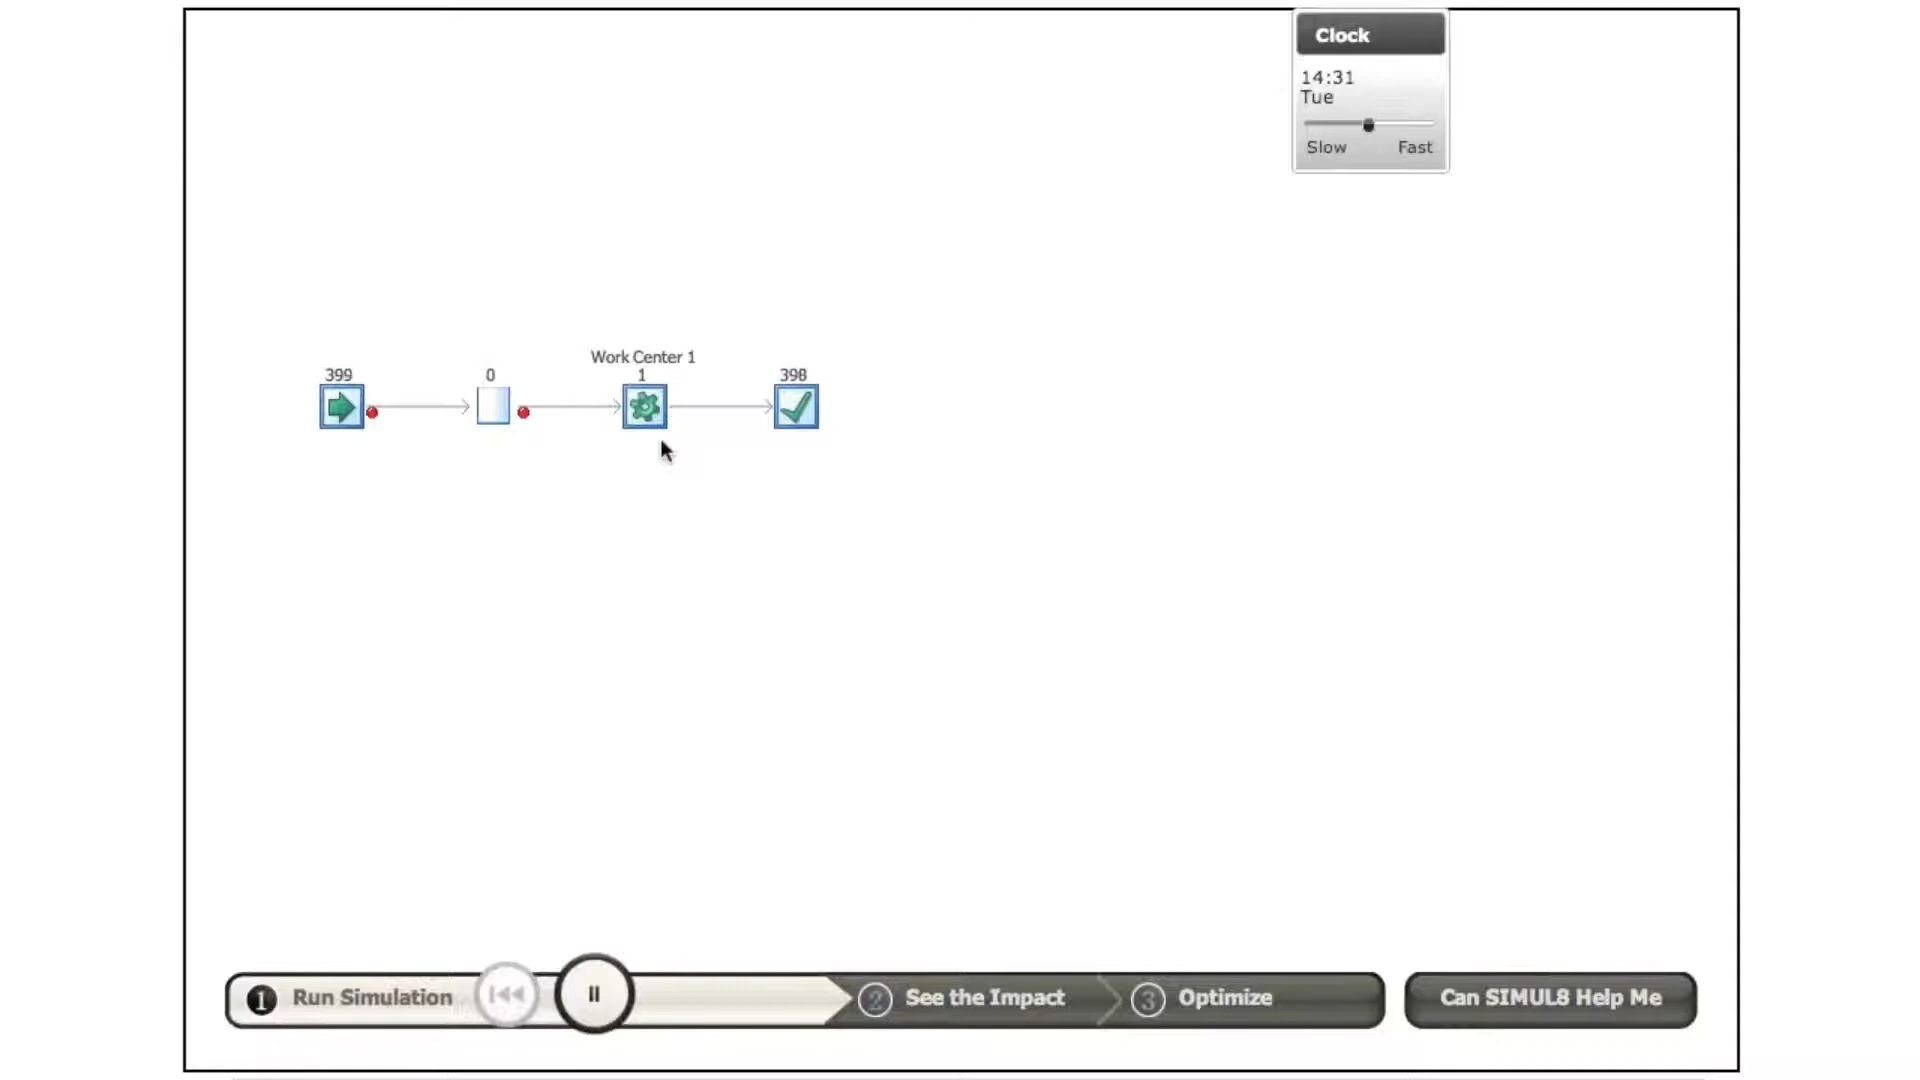 Clock
14:31
Tue
Slow Fast
Work Center 1
399 0 1 398
1 Run Simulation 2 See the Impact 3 Optimize Can SIMUL8 Help Me